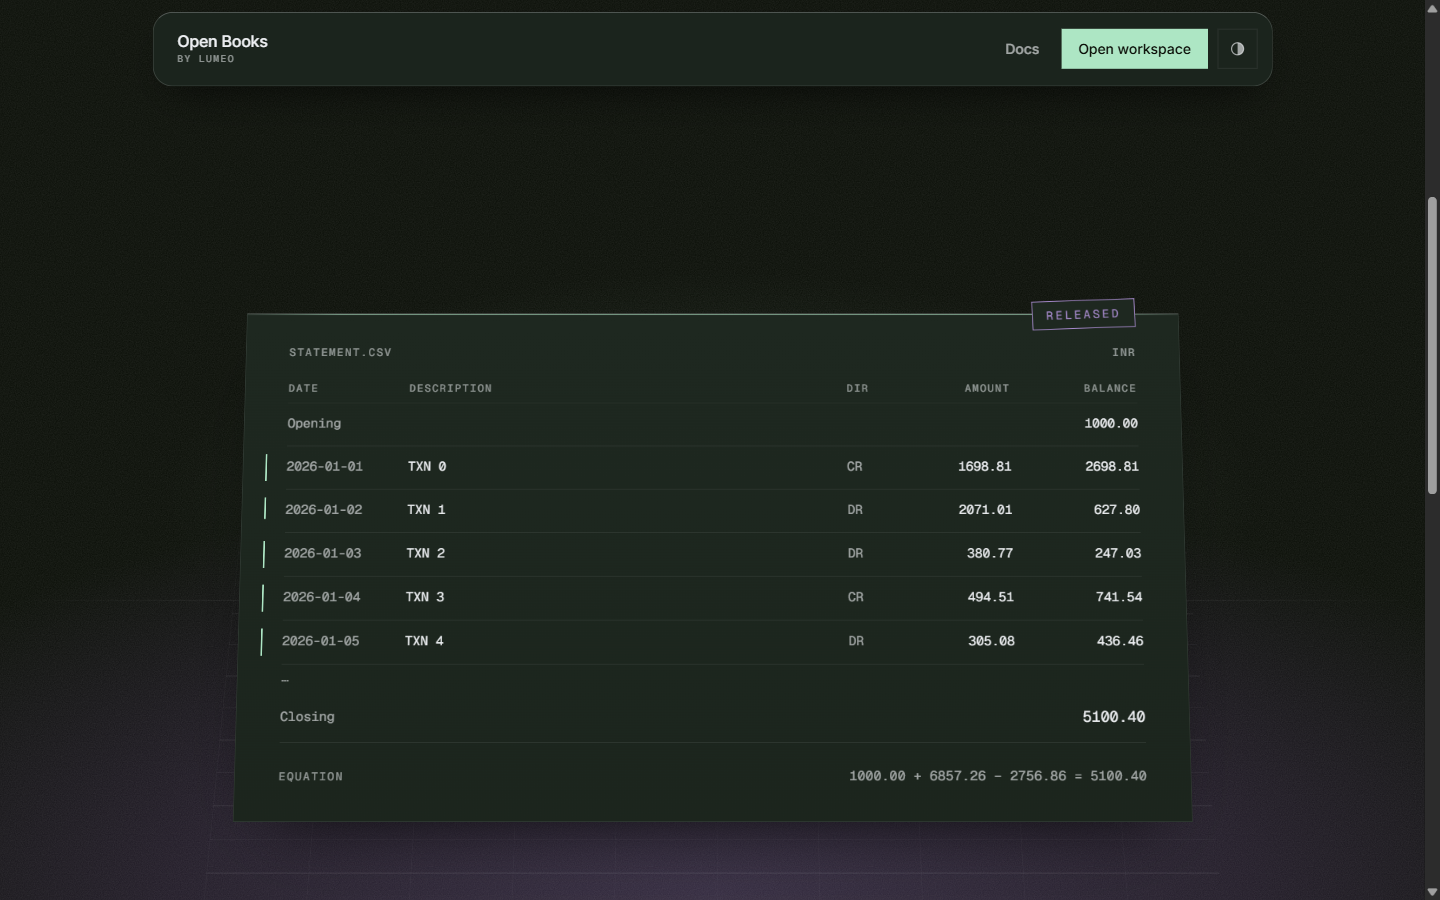 Open Books
BY LUMEO
Docs
Open workspace
RELEASED
STATEMENT.CSV INR
DATE DESCRIPTION DIR AMOUNT BALANCE
Opening 1000.00
2026-01-01 TXN 0 CR 1698.81 2698.81
2026-01-02 TXN 1 DR 2071.01 627.80
2026-01-03 TXN 2 DR 380.77 247.03
2026-01-04 TXN 3 CR 494.51 741.54
2026-01-05 TXN 4 DR 305.08 436.46
…
Closing 5100.40
EQUATION 1000.00 + 6857.26 − 2756.86 = 5100.40